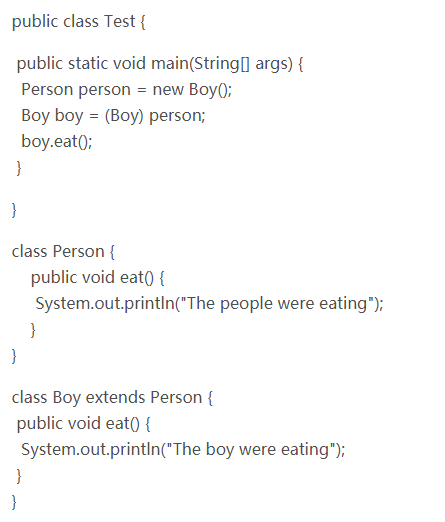 public class Test {
public static void main(String[] args) {
Person person = new Boy();
Boy boy = (Boy) person;
boy.eat();
}
}
class Person {
public void eat() {
System.out.println("The people were eating");
}
}
class Boy extends Person {
public void eat() {
System.out.println("The boy were eating");
}
}